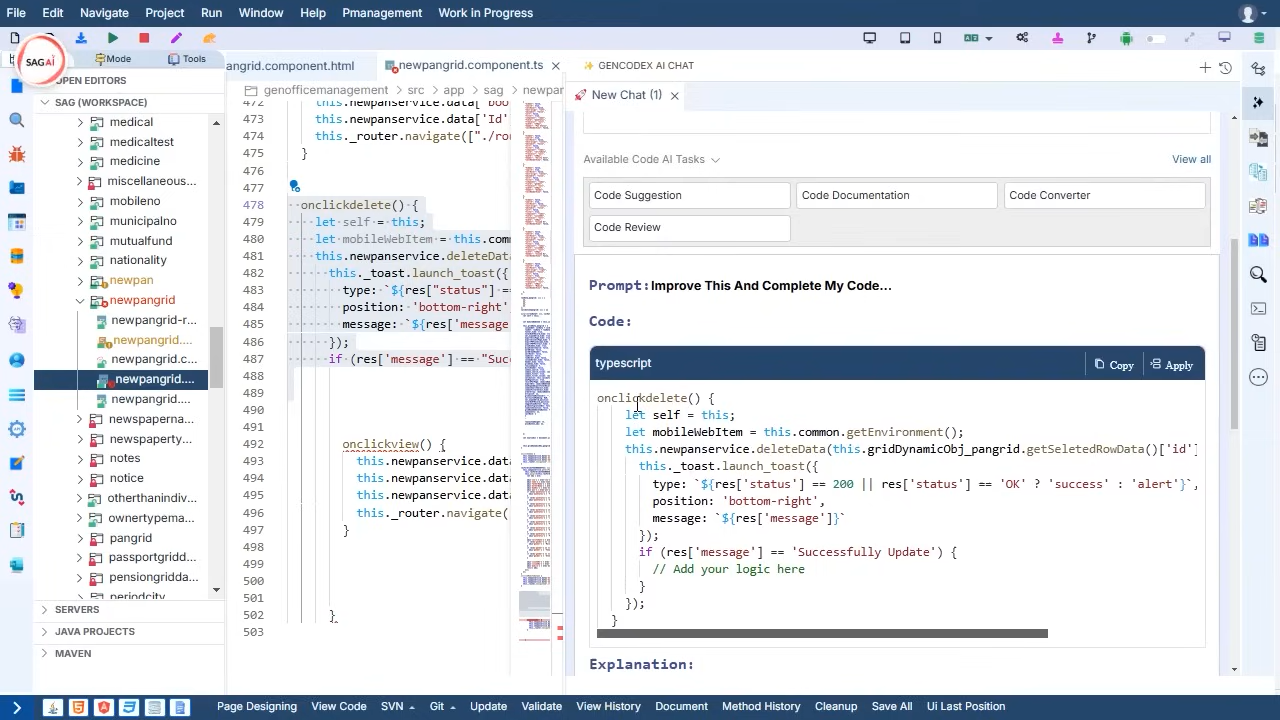 File Edit Navigate Search Project Run Window Help Pmanagement Work in Progress
SAG AI
Mode Tools
OPEN EDITORS
SAG (WORKSPACE)
medical
medicaltest
medicine
miscellaneous...
mobileno
municipalno
mutualfund
nationality
newpan
newpangrid
newpangrid-r...
newpangrid...
newpangrid.c...
newpangrid....
newpangrid....
newspaperna...
newspaperty...
notes
notice
otherthanindiv...
ownertypema...
pangrid
passportgridd...
pensiongridda...
periodcity
SERVERS
JAVA PROJECTS
MAVEN
angrid.component.html newpangrid.component.ts
genofficemanagement > src > app > sag > newpar
472 this.newpanservice.data['Boo
473 this.newpanservice.data['Id'
474 this._router.navigate(["./ro
475 }
476
477
478 onclickdelete() {
479 let self = this;
480 let mobileWebItem = this.com
481 this.newpanservice.deleteDa
482 this._toast.launch_toast({
483 type: `${res["status"] =
484 position: 'bottom-right
485 message: `${res['message
486 });
487 if (res['message'] == "Suc
488
489
490
491
492 onclickview() {
493 this.newpanservice.dat
494 this.newpanservice.dat
495 this.newpanservice.dat
496 this._router.navigate(
497 }
498
499
500
501
502 }
503
GENCODEX AI CHAT
New Chat (1)
Available Code AI Tasks View all
Code Suggestion Code Documentation Code Converter
Code Review
Prompt:Improve This And Complete My Code...
Code:
typescript Copy Apply
onclickdelete() {
let self = this;
let mobileWebItem = this.common.getEnvironment();
this.newpanservice.deleteData(this.gridDynamicObj_pangrid.getSeletedRowData()['id']
this._toast.launch_toast({
type: `${res['status'] == 200 || res['status'] == 'OK' ? 'success' : 'alert'}`,
position: 'bottom-right',
message: `${res['message']}`
});
if (res['message'] == 'Successfully Update') {
// Add your logic here
}
});
}
Explanation:
Page Designing View Code SVN Git Update Validate View History Document Method History Cleanup Save All Ui Last Position